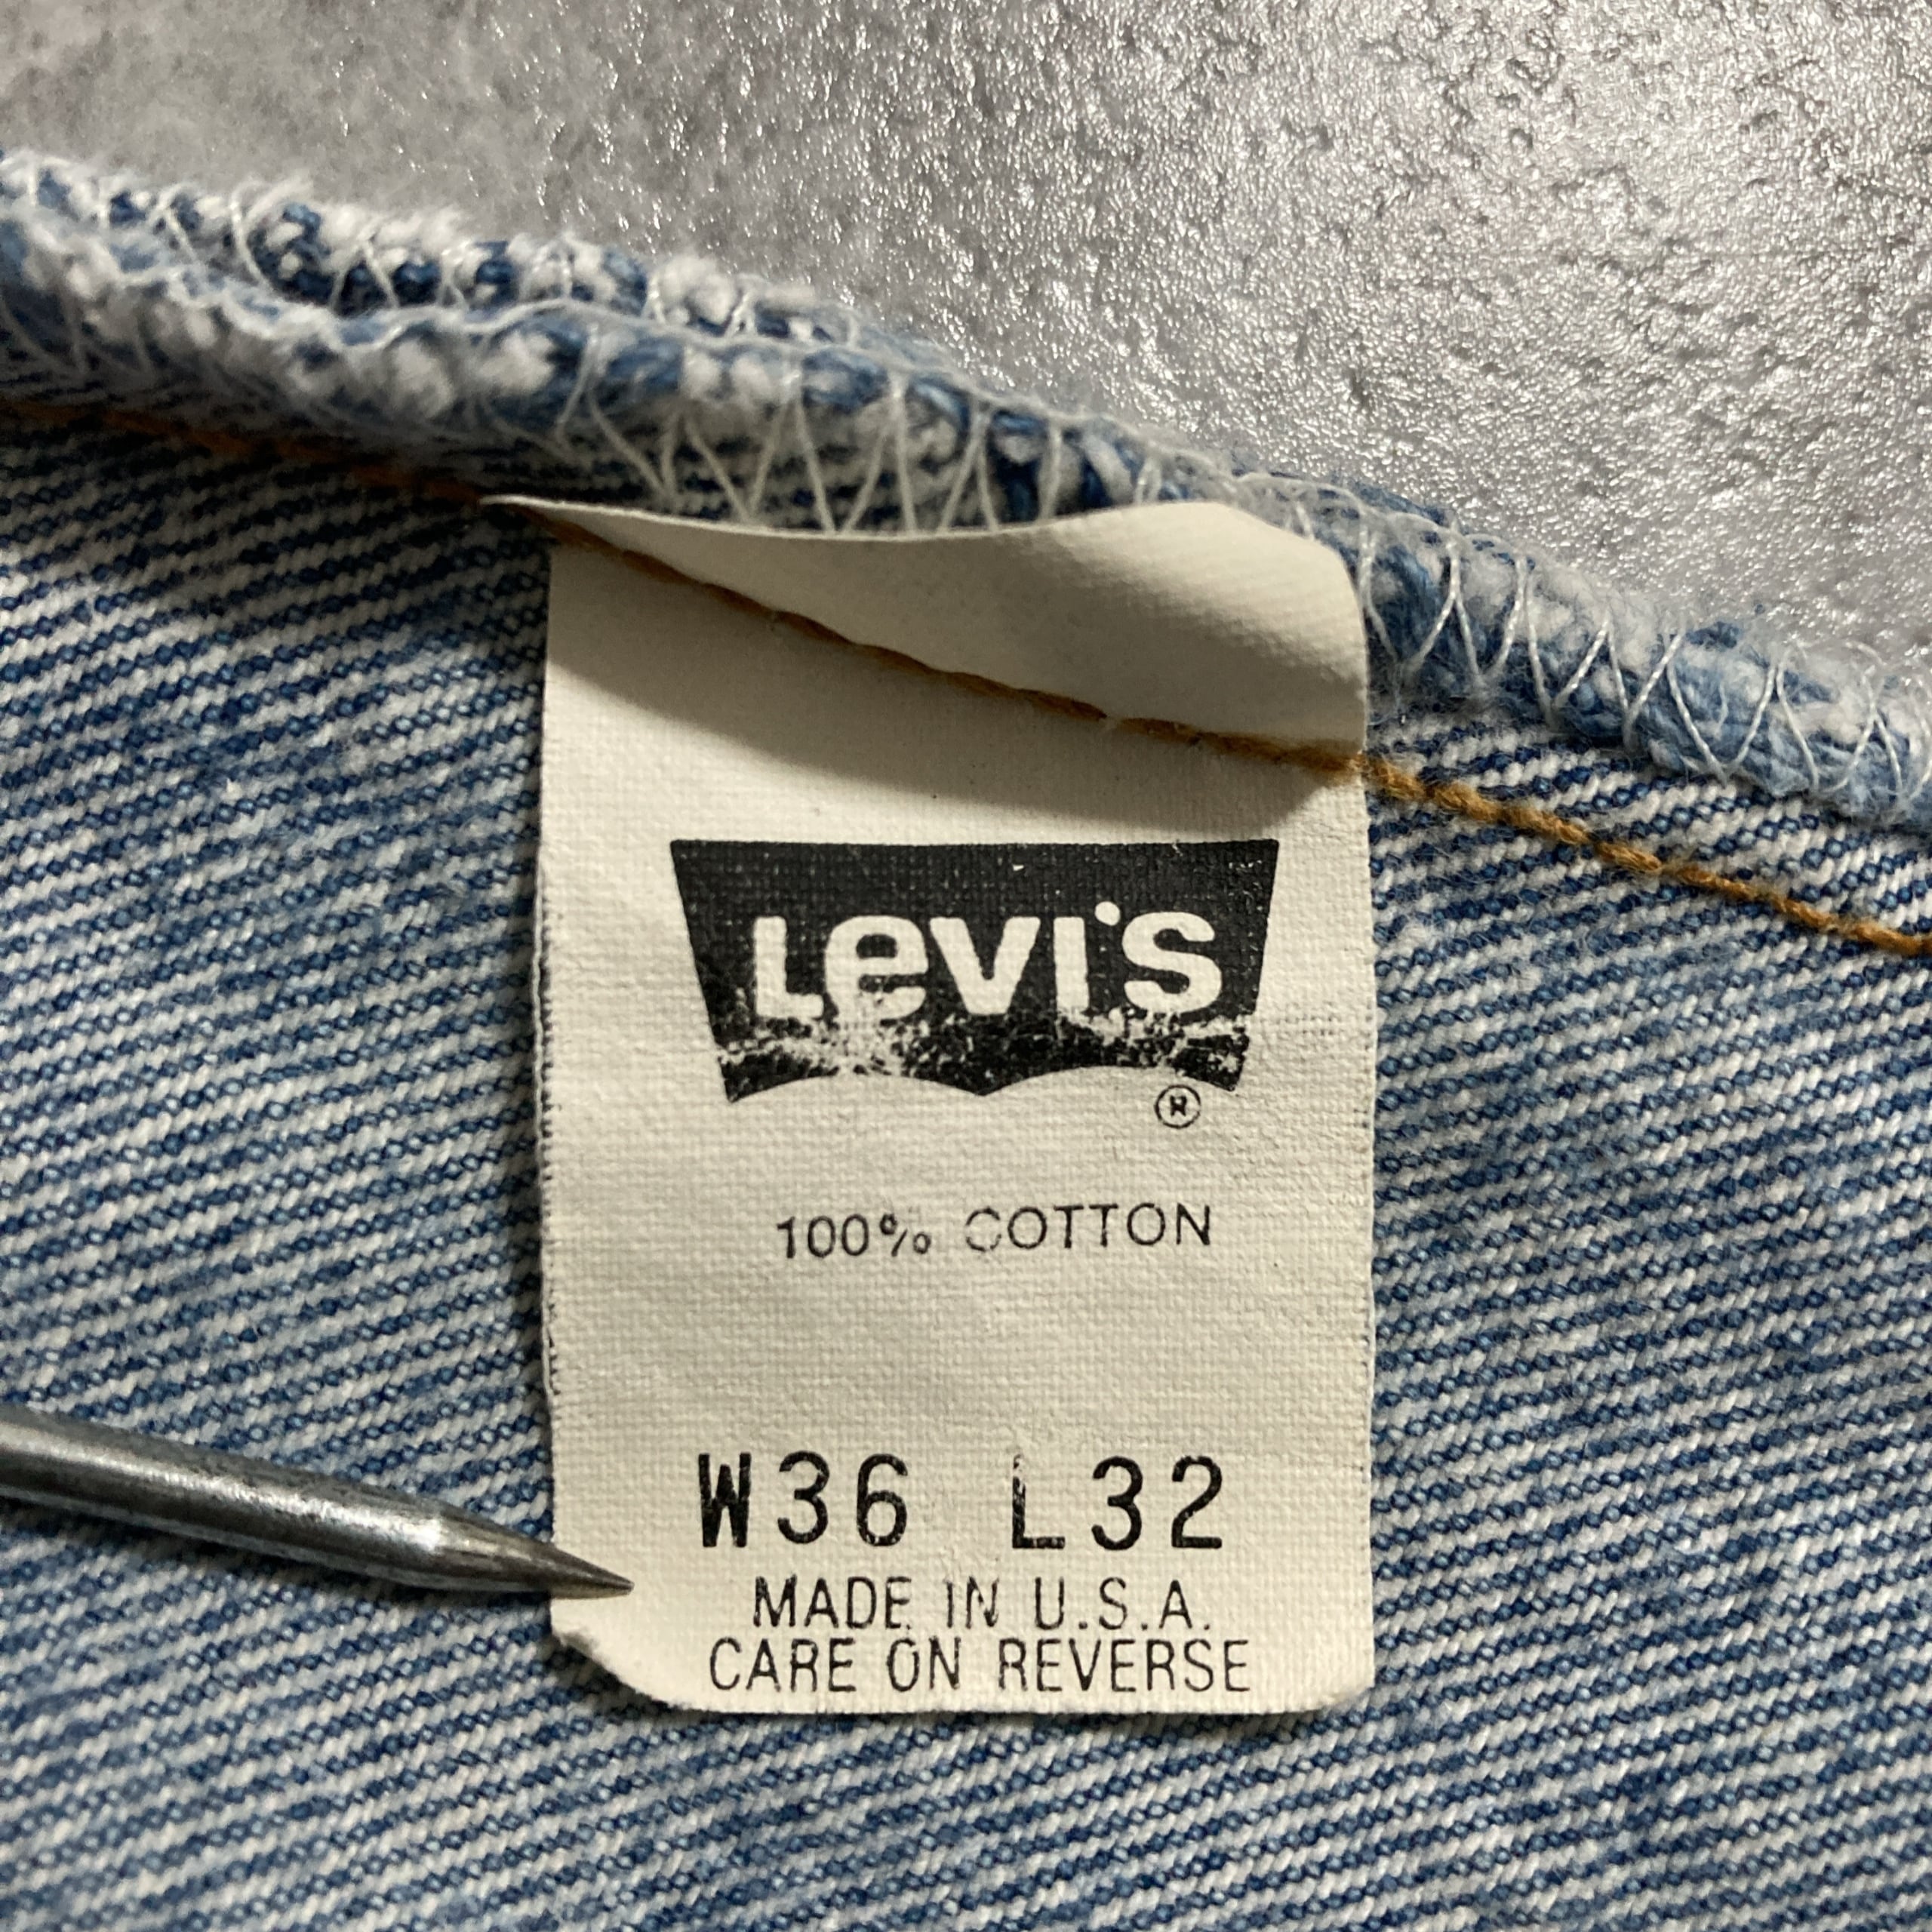 Levi's
®
100% COTTON
W36 L32
MADE IN U.S.A.
CARE ON REVERSE